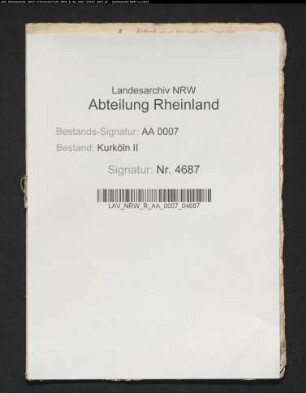 Landesarchiv NRW
Abteilung Rheinland
Bestands-Signatur: AA 0007
Bestand: Kurköln II
Signatur: Nr. 4687
LAV_NRW_R_AA_0007_04687